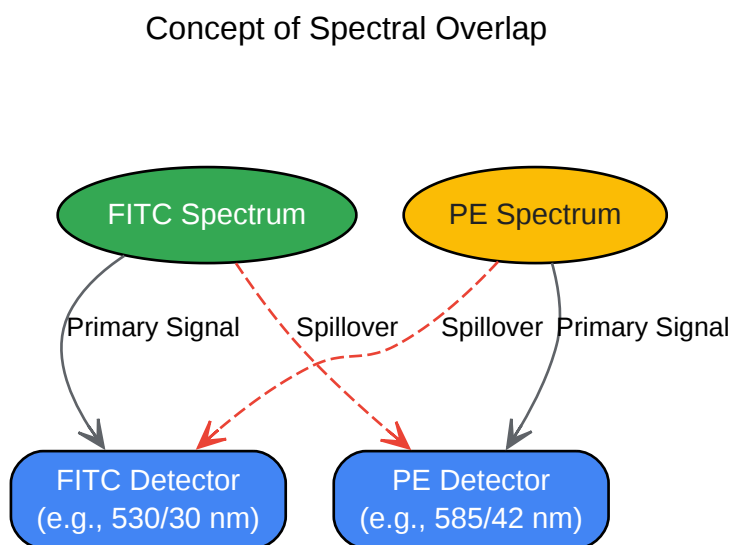 Concept of Spectral Overlap
FITC Spectrum
PE Spectrum
Primary Signal
Spillover
Spillover
Primary Signal
FITC Detector
(e.g., 530/30 nm)
PE Detector
(e.g., 585/42 nm)